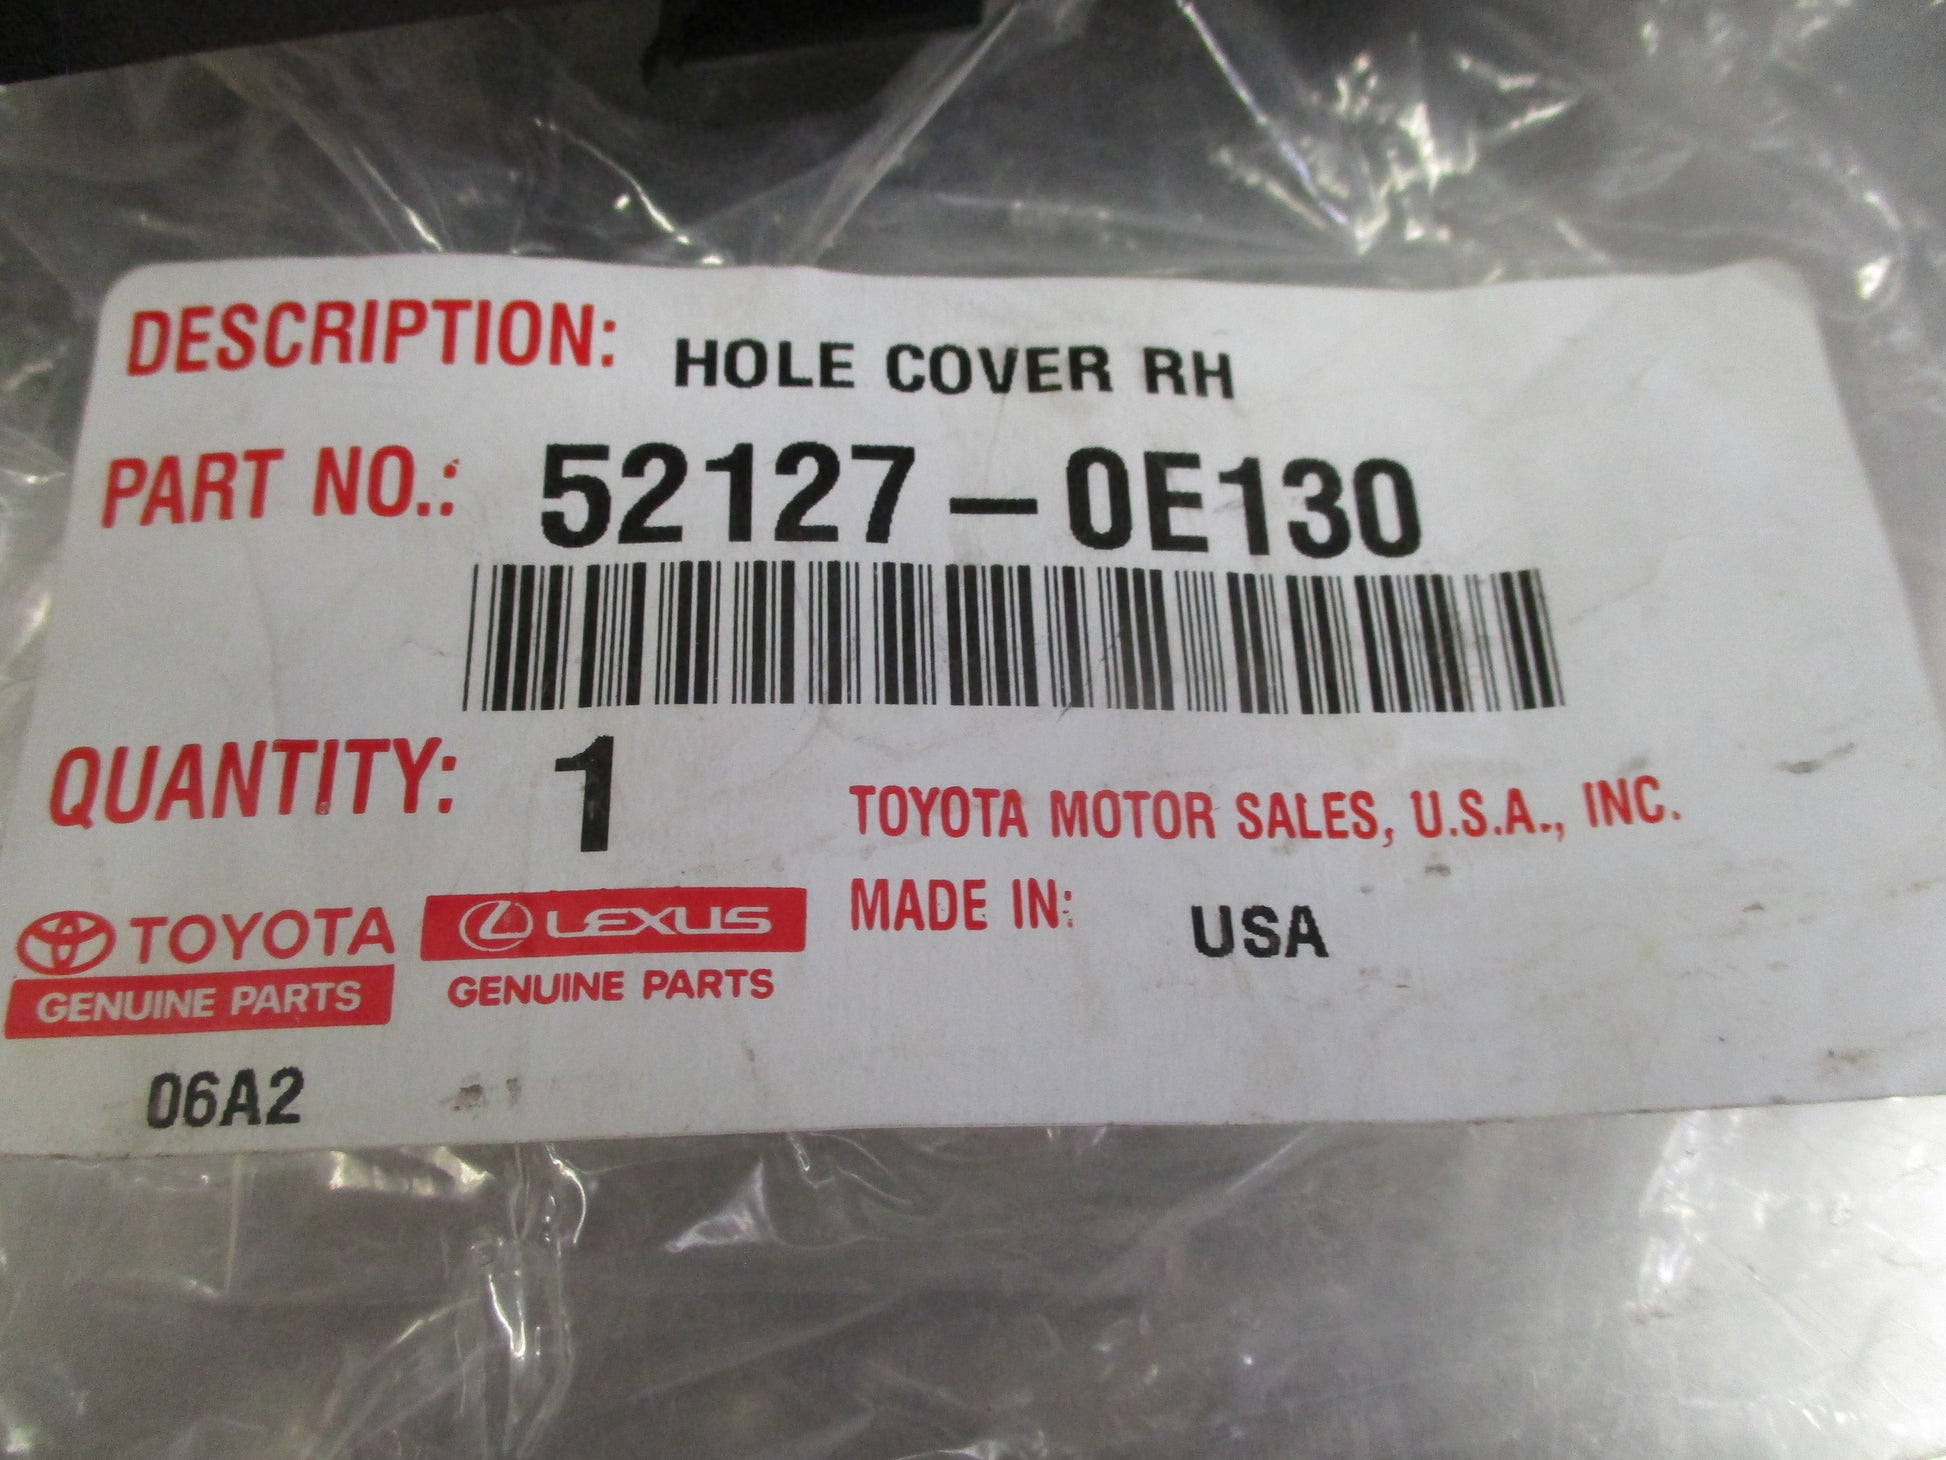 DESCRIPTION: HOLE COVER RH
PART NO.: 52127-0E130
QUANTITY: 1
TOYOTA MOTOR SALES, U.S.A., INC.
MADE IN: USA
TOYOTA
GENUINE PARTS
LEXUS
GENUINE PARTS
06A2